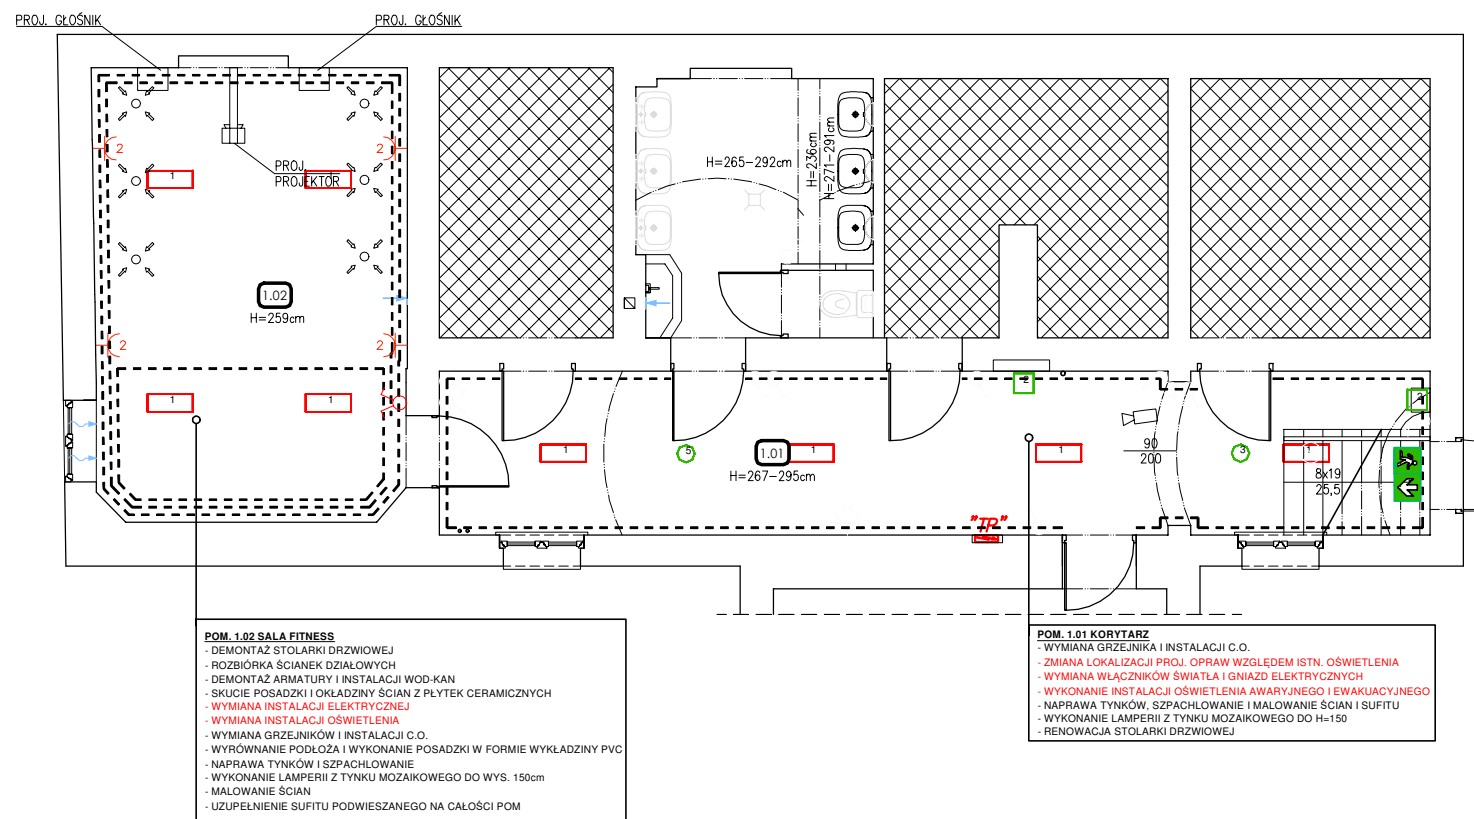 PROJ. GŁOŚNIK
PROJ. GŁOŚNIK
2
2
PROJ.
PROJEKTOR
1
1.02
H=259cm
2
2
1
1
H=265-292cm
H=236cm
H=271-291cm
1
5
1.01
H=267-295cm
1
1
2
90
200
3
1
8x19
25,5
"TP"
POM. 1.02 SALA FITNESS
- DEMONTAŻ STOLARKI DRZWIOWEJ
- ROZBIÓRKA ŚCIANEK DZIAŁOWYCH
- DEMONTAŻ ARMATURY I INSTALACJI WOD-KAN
- SKUCIE POSADZKI I OKŁADZINY ŚCIAN Z PŁYTEK CERAMICZNYCH
- WYMIANA INSTALACJI ELEKTRYCZNEJ
- WYMIANA INSTALACJI OŚWIETLENIA
- WYMIANA GRZEJNIKÓW I INSTALACJI C.O.
- WYRÓWNANIE PODŁOŻA I WYKONANIE POSADZKI W FORMIE WYKŁADZINY PVC
- NAPRAWA TYNKÓW I SZPACHLOWANIE
- WYKONANIE LAMPERII Z TYNKU MOZAIKOWEGO DO WYS. 150cm
- MALOWANIE ŚCIAN
- UZUPEŁNIENIE SUFITU PODWIESZANEGO NA CAŁOŚCI POM
POM. 1.01 KORYTARZ
- WYMIANA GRZEJNIKA I INSTALACJI C.O.
- ZMIANA LOKALIZACJI PROJ. OPRAW WZGLĘDEM ISTN. OŚWIETLENIA
- WYMIANA WŁĄCZNIKÓW ŚWIATŁA I GNIAZD ELEKTRYCZNYCH
- WYKONANIE INSTALACJI OŚWIETLENIA AWARYJNEGO I EWAKUACYJNEGO
- NAPRAWA TYNKÓW, SZPACHLOWANIE I MALOWANIE ŚCIAN I SUFITU
- WYKONANIE LAMPERII Z TYNKU MOZAIKOWEGO DO H=150
- RENOWACJA STOLARKI DRZWIOWEJ